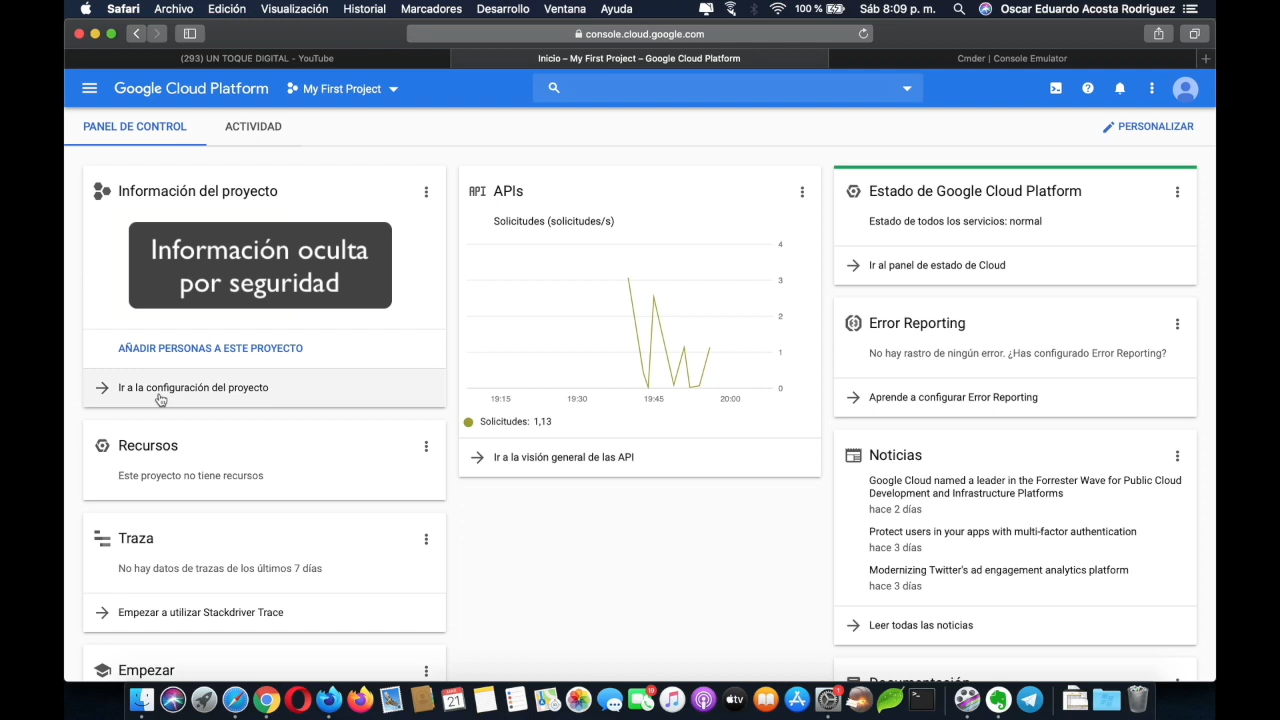 Safari Archivo Edición Visualización Historial Marcadores Desarrollo Ventana Ayuda 100 % Sáb 8:09 p. m. Oscar Eduardo Acosta Rodriguez
console.cloud.google.com
(293) UN TOQUE DIGITAL - YouTube
Inicio – My First Project – Google Cloud Platform
Cmder | Console Emulator
Google Cloud Platform
My First Project
PANEL DE CONTROL
ACTIVIDAD
PERSONALIZAR
Información del proyecto
Información oculta
por seguridad
AÑADIR PERSONAS A ESTE PROYECTO
Ir a la configuración del proyecto
Recursos
Este proyecto no tiene recursos
Traza
No hay datos de trazas de los últimos 7 días
Empezar a utilizar Stackdriver Trace
Empezar
API APIs
Solicitudes (solicitudes/s)
4
3
2
1
0
19:15 19:30 19:45 20:00
Solicitudes: 1,13
Ir a la visión general de las API
Estado de Google Cloud Platform
Estado de todos los servicios: normal
Ir al panel de estado de Cloud
Error Reporting
No hay rastro de ningún error. ¿Has configurado Error Reporting?
Aprende a configurar Error Reporting
Noticias
Google Cloud named a leader in the Forrester Wave for Public Cloud
Development and Infrastructure Platforms
hace 2 días
Protect users in your apps with multi-factor authentication
hace 3 días
Modernizing Twitter's ad engagement analytics platform
hace 3 días
Leer todas las noticias
Documentación
21
19
tv
1